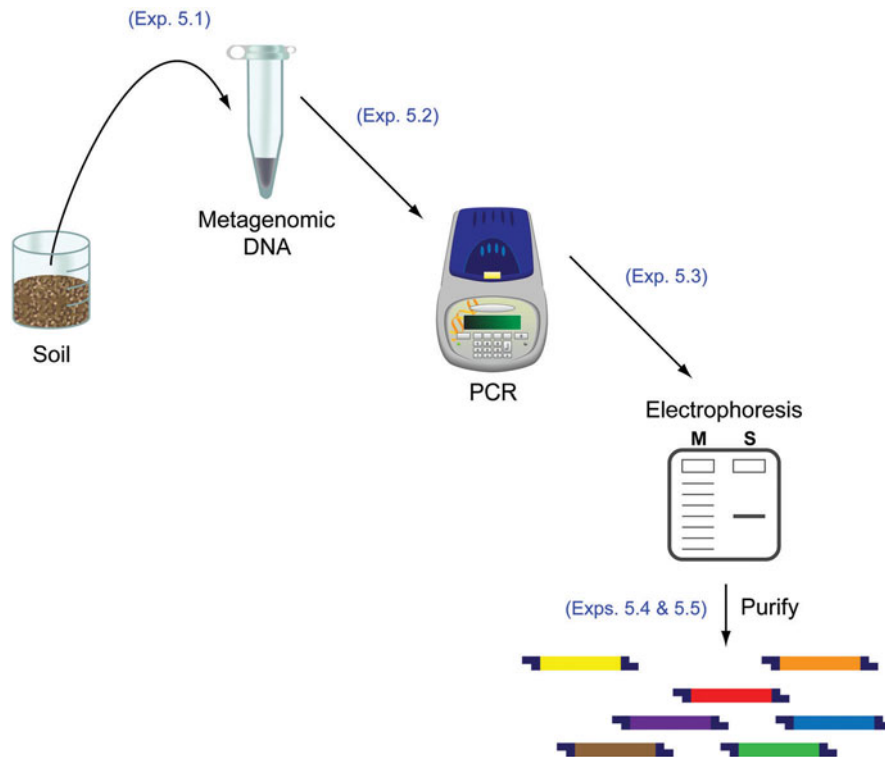 (Exp. 5.1)
(Exp. 5.2)
Metagenomic
DNA
(Exp. 5.3)
Soil
PCR
Electrophoresis
M S
(Exps. 5.4 & 5.5) Purify